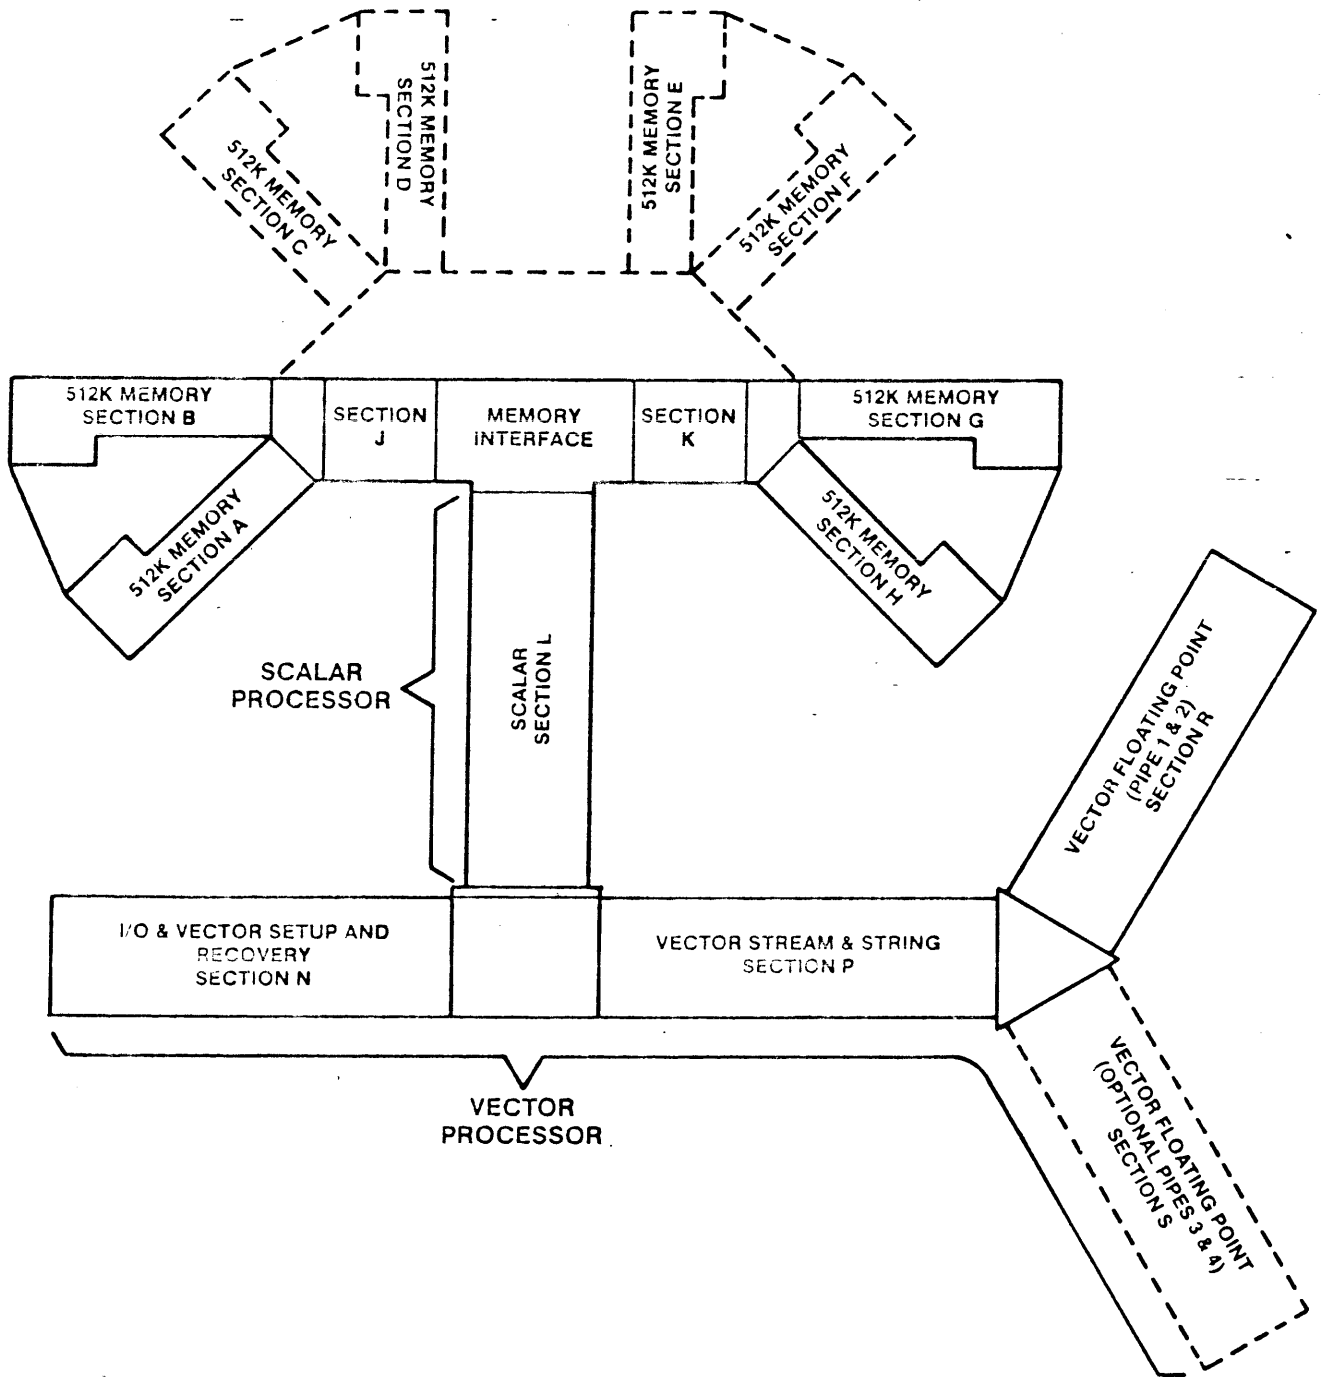 512K MEMORY
SECTION D
512K MEMORY
SECTION E
512K MEMORY
SECTION C
512K MEMORY
SECTION F
512K MEMORY
SECTION B
SECTION
J
MEMORY
INTERFACE
SECTION
K
512K MEMORY
SECTION G
512K MEMORY
SECTION A
512K MEMORY
SECTION H
SCALAR
PROCESSOR
SCALAR
SECTION L
VECTOR FLOATING POINT
(PIPE 1 & 2)
SECTION R
I/O & VECTOR SETUP AND
RECOVERY
SECTION N
VECTOR STREAM & STRING
SECTION P
VECTOR
PROCESSOR
VECTOR FLOATING POINT
(OPTIONAL PIPES 3 & 4)
SECTION S